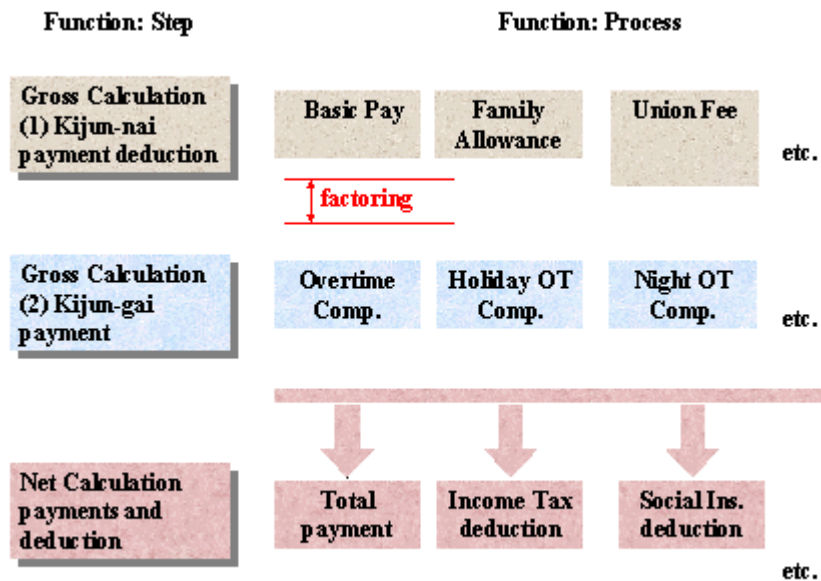 Function: Step
Function: Process
Gross Calculation
(1) Kijun-nai
payment deduction
Basic Pay
Family
Allowance
Union Fee
etc.
factoring
Gross Calculation
(2) Kijun-gai
payment
Overtime
Comp.
Holiday OT
Comp.
Night OT
Comp.
etc.
Net Calculation
payments and
deduction
Total
payment
Income Tax
deduction
Social Ins.
deduction
etc.